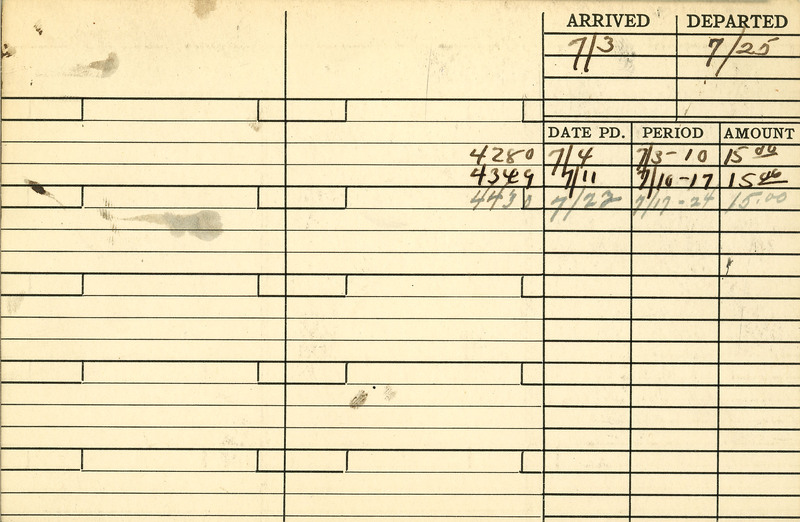 ARRIVED DEPARTED
7/3 7/25
DATE PD. PERIOD AMOUNT
4280 7/4 7/3-10 15 00
4349 7/11 7/10-17 15 00
4430 7/22 7/17-24 15.00